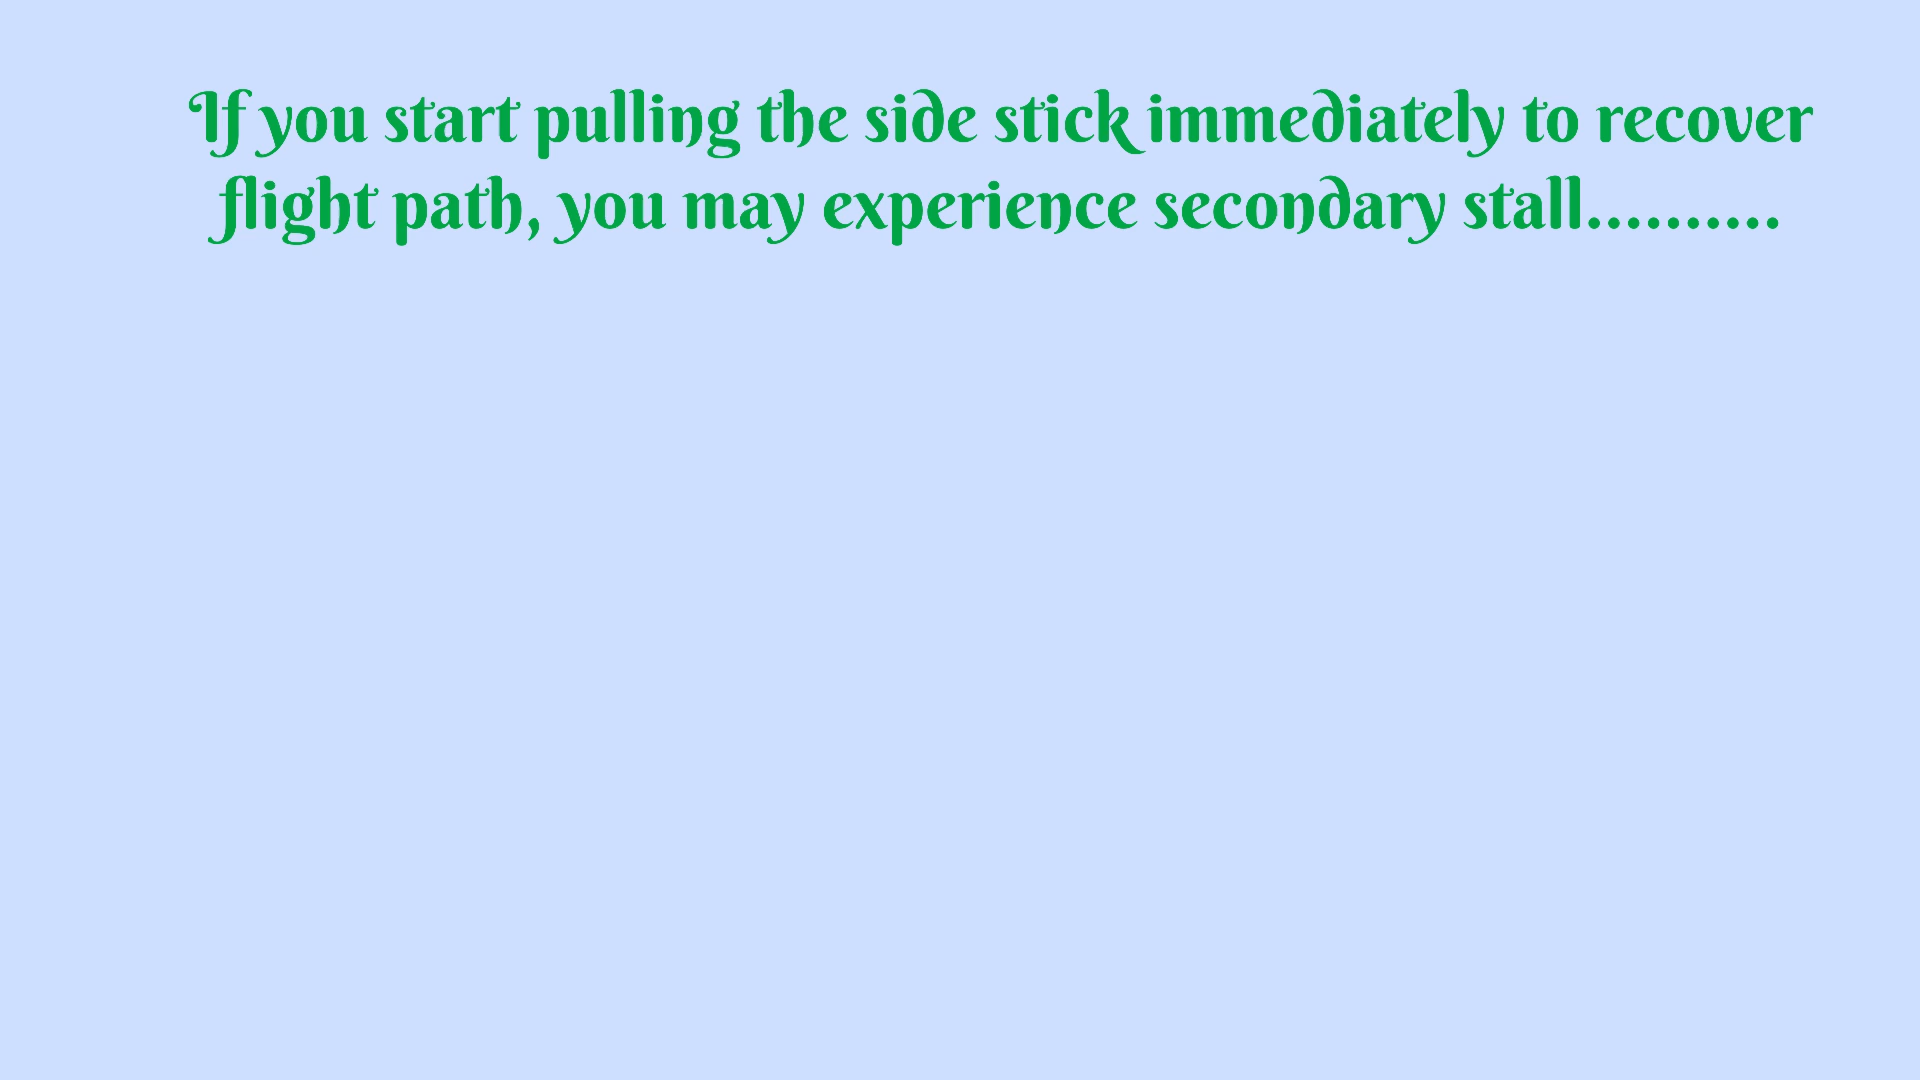 If you start pulling the side stick immediately to recover
flight path, you may experience secondary stall..........